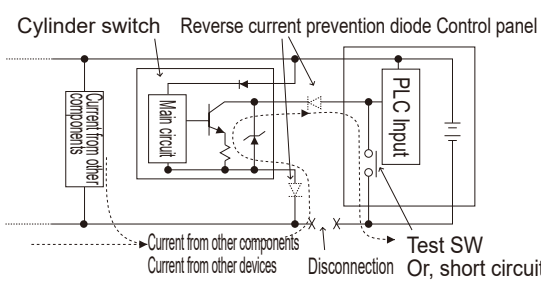 Cylinder switch
Reverse current prevention diode
Control panel
Current from other
components
Main circuit
PLC Input
Current from other components
Current from other devices
Disconnection
Test SW
Or, short circuit